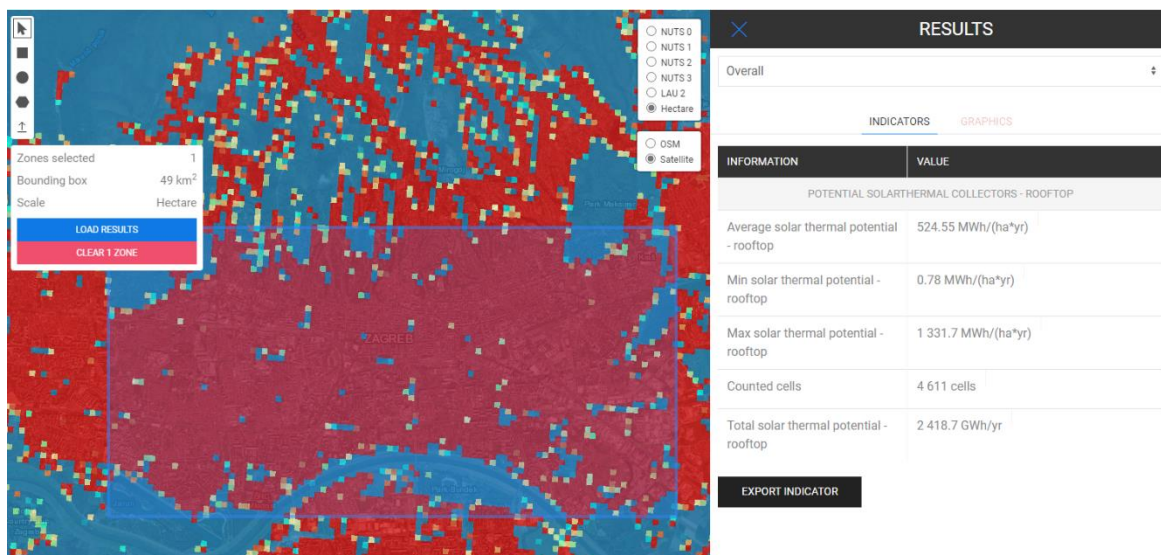 NUTS 0
NUTS 1
NUTS 2
NUTS 3
LAU 2
Hectare
OSM
Satellite
Zones selected 1
Bounding box 49 km²
Scale Hectare
LOAD RESULTS
CLEAR 1 ZONE
ZAGREB
RESULTS
Overall
INDICATORS GRAPHICS
INFORMATION VALUE
POTENTIAL SOLARTHERMAL COLLECTORS - ROOFTOP
Average solar thermal potential 524.55 MWh/(ha*yr)
- rooftop
Min solar thermal potential - 0.78 MWh/(ha*yr)
rooftop
Max solar thermal potential - 1 331.7 MWh/(ha*yr)
rooftop
Counted cells 4 611 cells
Total solar thermal potential - 2 418.7 GWh/yr
rooftop
EXPORT INDICATOR